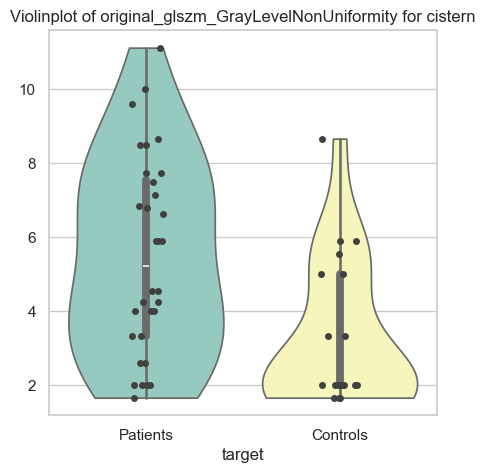 Violinplot of original_glszm_GrayLevelNonUniformity for cistern
10
8
6
4
2
Patients
Controls
target